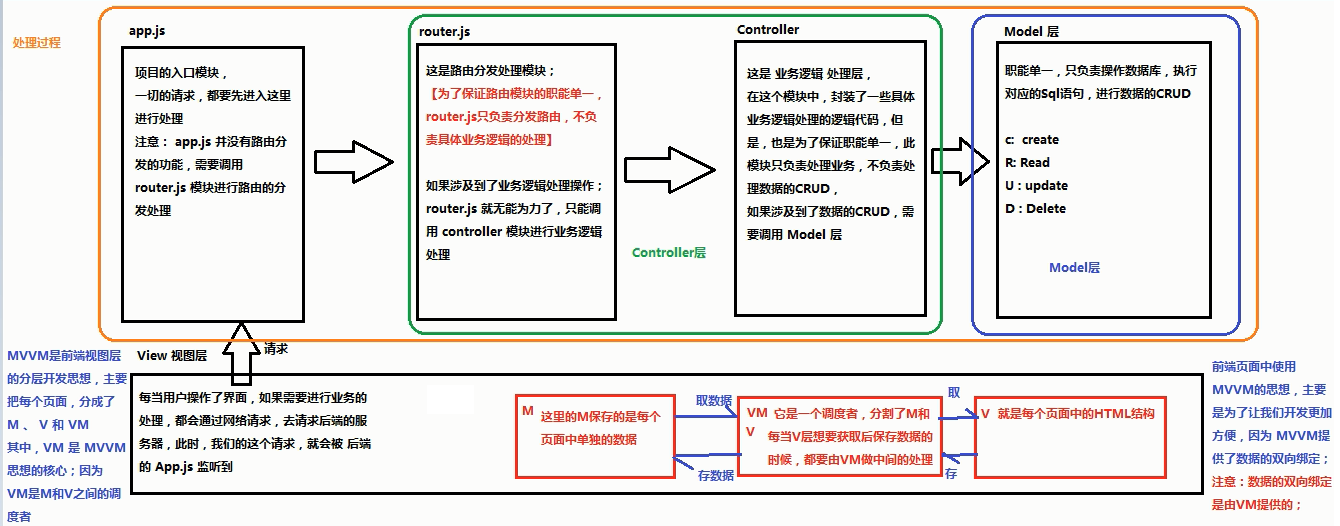 处理过程
app.js
项目的入口模块，
一切的请求，都要先进入这里
进行处理
注意： app.js 并没有路由分
发的功能，需要调用
router.js 模块进行路由的分
发处理
router.js
这是路由分发处理模块；
【为了保证路由模块的职能单一，
router.js只负责分发路由，不负
责具体业务逻辑的处理】
如果涉及到了业务逻辑处理操作；
router.js 就无能为力了，只能调
用 controller 模块进行业务逻辑
处理
Controller层
Controller
这是 业务逻辑 处理层，
在这个模块中，封装了一些具体
业务逻辑处理的逻辑代码，但
是，也是为了保证职能单一，此
模块只负责处理业务，不负责处
理数据的CRUD，
如果涉及到了数据的CRUD，需
要调用 Model 层
Model 层
职能单一，只负责操作数据库，执行
对应的Sql语句，进行数据的CRUD
c: create
R: Read
U : update
D : Delete
Model层
请求
MVVM是前端视图层
的分层开发思想，主要
把每个页面，分成了
M 、 V 和 VM
其中，VM 是 MVVM
思想的核心；因为
VM是M和V之间的调
度者
View 视图层
每当用户操作了界面，如果需要进行业务的
处理，都会通过网络请求，去请求后端的服
务器，此时，我们的这个请求，就会被 后端
的 App.js 监听到
M
这里的M保存的是每个
页面中单独的数据
取数据
存数据
VM
它是一个调度者，分割了M和
V
每当V层想要获取后保存数据的
时候，都要由VM做中间的处理
取
存
V 就是每个页面中的HTML结构
前端页面中使用
MVVM的思想，主要
是为了让我们开发更加
方便，因为 MVVM提
供了数据的双向绑定；
注意：数据的双向绑定
是由VM提供的；